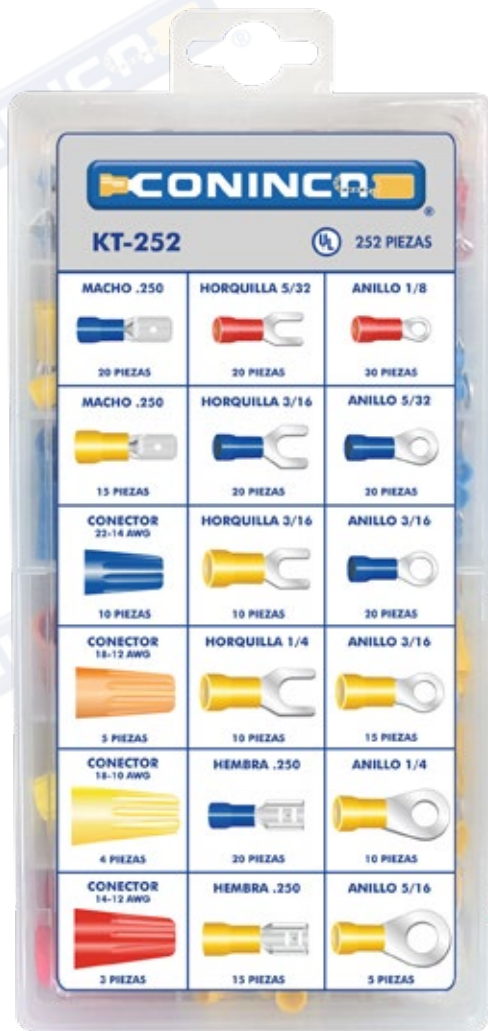 CONINCA
®
KT-252
UL
252 PIEZAS
MACHO .250
20 PIEZAS
HORQUILLA 5/32
20 PIEZAS
ANILLO 1/8
30 PIEZAS
MACHO .250
15 PIEZAS
HORQUILLA 3/16
20 PIEZAS
ANILLO 5/32
20 PIEZAS
CONECTOR
22-14 AWG
10 PIEZAS
HORQUILLA 3/16
10 PIEZAS
ANILLO 3/16
20 PIEZAS
CONECTOR
18-12 AWG
5 PIEZAS
HORQUILLA 1/4
10 PIEZAS
ANILLO 3/16
15 PIEZAS
CONECTOR
18-10 AWG
4 PIEZAS
HEMBRA .250
20 PIEZAS
ANILLO 1/4
10 PIEZAS
CONECTOR
14-12 AWG
3 PIEZAS
HEMBRA .250
15 PIEZAS
ANILLO 5/16
5 PIEZAS